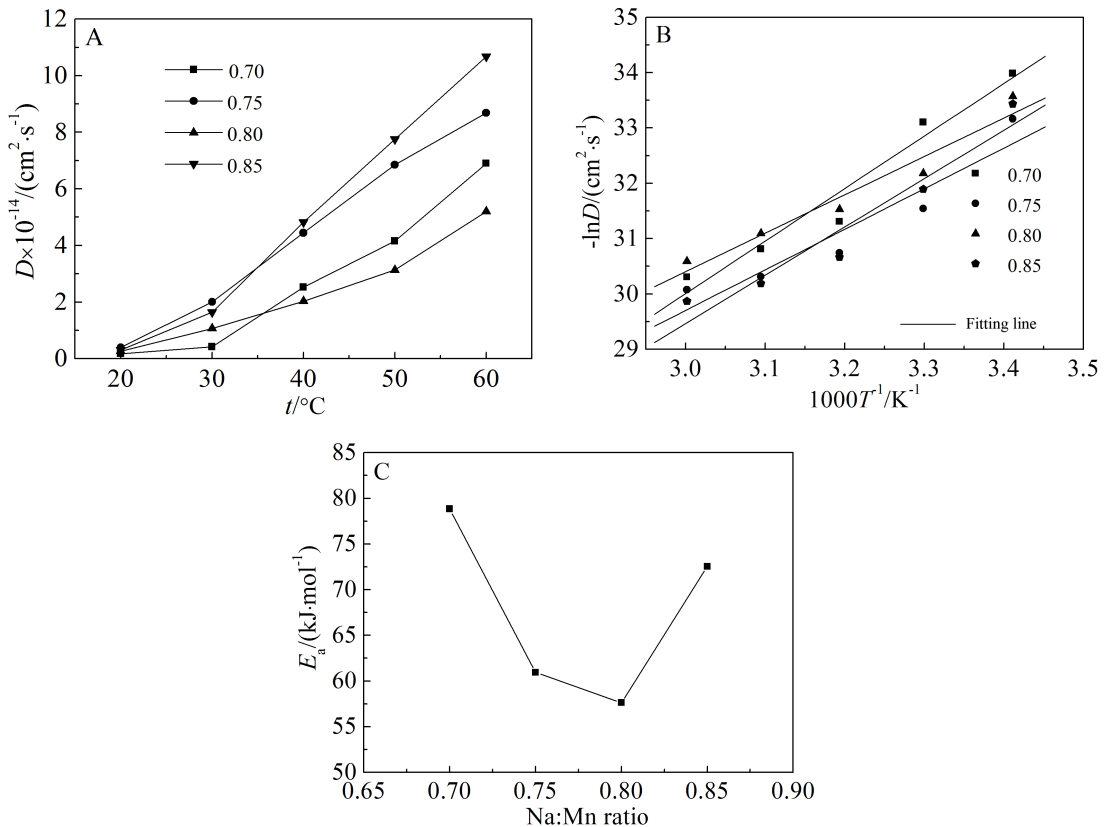 A
D×10⁻¹⁴/(cm²·s⁻¹)
12
10
8
6
4
2
0
0.70
0.75
0.80
0.85
20 30 40 50 60
t/°C
B
-lnD/(cm²·s⁻¹)
35
34
33
32
31
30
29
0.70
0.75
0.80
0.85
Fitting line
3.0 3.1 3.2 3.3 3.4 3.5
1000T⁻¹/K⁻¹
C
Eₐ/(kJ·mol⁻¹)
85
80
75
70
65
60
55
50
0.65 0.70 0.75 0.80 0.85 0.90
Na:Mn ratio